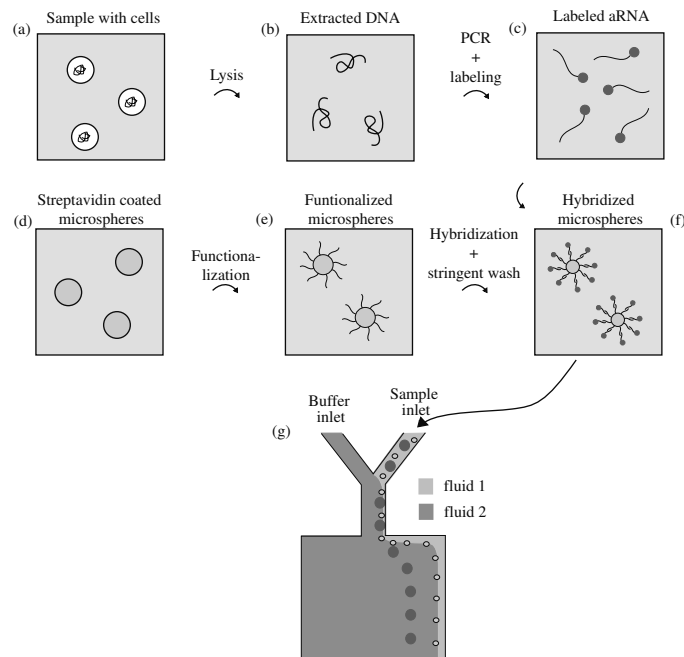 (a)
Sample with cells
Lysis
(b)
Extracted DNA
PCR
+
labeling
(c)
Labeled aRNA
(d)
Streptavidin coated
microspheres
Functiona-
lization
(e)
Funtionalized
microspheres
Hybridization
+
stringent wash
Hybridized
microspheres
(f)
(g)
Buffer
inlet
Sample
inlet
fluid 1
fluid 2